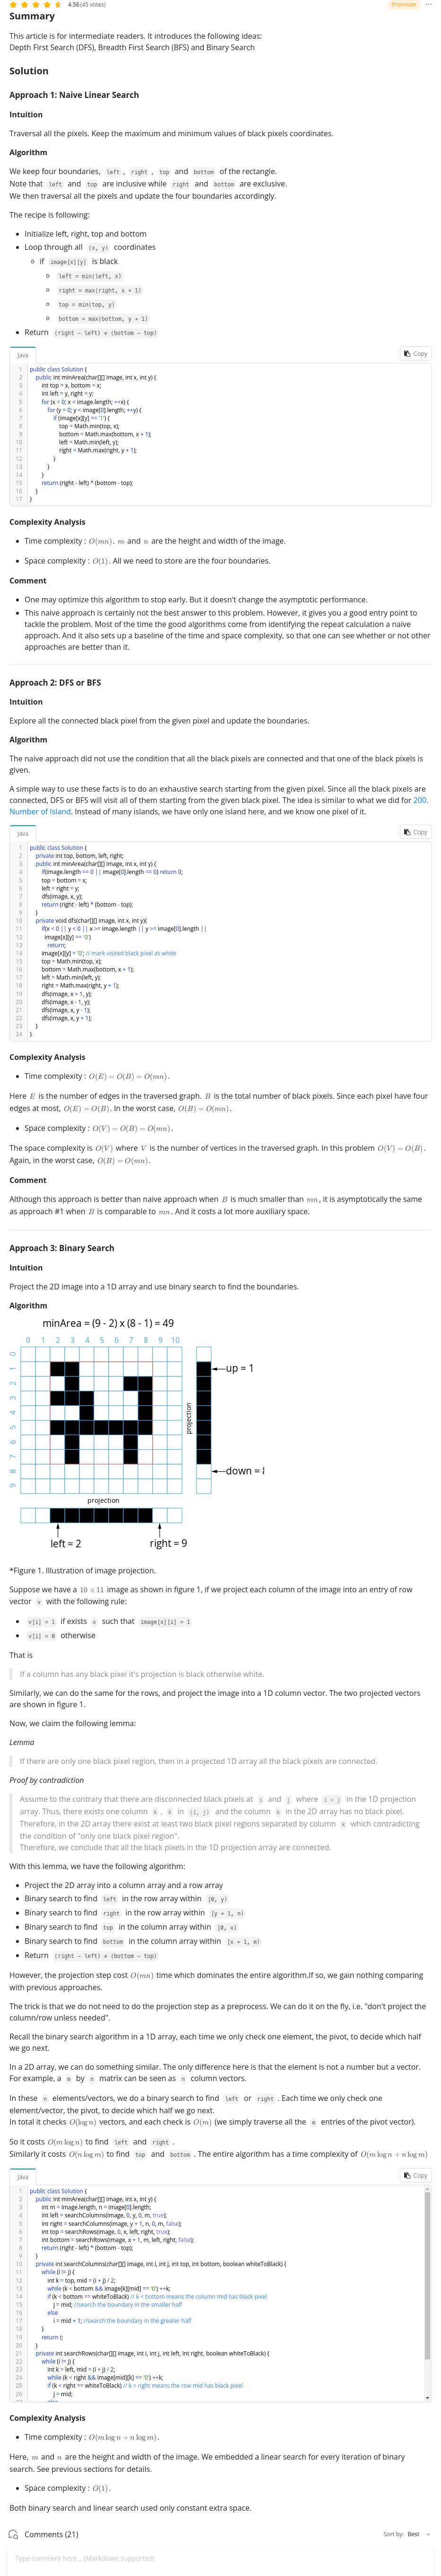 4.56 (45 votes)
Premium
Summary
This article is for intermediate readers. It introduces the following ideas:
Depth First Search (DFS), Breadth First Search (BFS) and Binary Search
Solution
Approach 1: Naive Linear Search
Intuition
Traversal all the pixels. Keep the maximum and minimum values of black pixels coordinates.
Algorithm
We keep four boundaries, left , right , top and bottom of the rectangle.
Note that left and top are inclusive while right and bottom are exclusive.
We then traversal all the pixels and update the four boundaries accordingly.
The recipe is following:
• Initialize left, right, top and bottom
• Loop through all (x, y) coordinates
◦ if image[x][y] is black
◦ left = min(left, x)
◦ right = max(right, x + 1)
◦ top = min(top, y)
◦ bottom = max(bottom, y + 1)
• Return (right - left) * (bottom - top)
Java
Copy
1 public class Solution {
2 public int minArea(char[][] image, int x, int y) {
3 int top = x, bottom = x;
4 int left = y, right = y;
5 for (x = 0; x < image.length; ++x) {
6 for (y = 0; y < image[0].length; ++y) {
7 if (image[x][y] == '1') {
8 top = Math.min(top, x);
9 bottom = Math.max(bottom, x + 1);
10 left = Math.min(left, y);
11 right = Math.max(right, y + 1);
12 }
13 }
14 }
15 return (right - left) * (bottom - top);
16 }
17 }
Complexity Analysis
• Time complexity : O(mn). m and n are the height and width of the image.
• Space complexity : O(1). All we need to store are the four boundaries.
Comment
• One may optimize this algorithm to stop early. But it doesn't change the asymptotic performance.
• This naive approach is certainly not the best answer to this problem. However, it gives you a good entry point to
tackle the problem. Most of the time the good algorithms come from identifying the repeat calculation a naive
approach. And it also sets up a baseline of the time and space complexity, so that one can see whether or not other
approaches are better than it.
Approach 2: DFS or BFS
Intuition
Explore all the connected black pixel from the given pixel and update the boundaries.
Algorithm
The naive approach did not use the condition that all the black pixels are connected and that one of the black pixels is
given.
A simple way to use these facts is to do an exhaustive search starting from the given pixel. Since all the black pixels are
connected, DFS or BFS will visit all of them starting from the given black pixel. The idea is similar to what we did for 200.
Number of Island. Instead of many islands, we have only one island here, and we know one pixel of it.
Java
Copy
1 public class Solution {
2 private int top, bottom, left, right;
3 public int minArea(char[][] image, int x, int y) {
4 if(image.length == 0 || image[0].length == 0) return 0;
5 top = bottom = x;
6 left = right = y;
7 dfs(image, x, y);
8 return (right - left) * (bottom - top);
9 }
10 private void dfs(char[][] image, int x, int y){
11 if(x < 0 || y < 0 || x >= image.length || y >= image[0].length ||
12 image[x][y] == '0')
13 return;
14 image[x][y] = '0'; // mark visited black pixel as white
15 top = Math.min(top, x);
16 bottom = Math.max(bottom, x + 1);
17 left = Math.min(left, y);
18 right = Math.max(right, y + 1);
19 dfs(image, x + 1, y);
20 dfs(image, x - 1, y);
21 dfs(image, x, y - 1);
22 dfs(image, x, y + 1);
23 }
24 }
Complexity Analysis
• Time complexity : O(E) = O(B) = O(mn).
Here E is the number of edges in the traversed graph. B is the total number of black pixels. Since each pixel have four
edges at most, O(E) = O(B). In the worst case, O(B) = O(mn).
• Space complexity : O(V) = O(B) = O(mn).
The space complexity is O(V) where V is the number of vertices in the traversed graph. In this problem O(V) = O(B).
Again, in the worst case, O(B) = O(mn).
Comment
Although this approach is better than naive approach when B is much smaller than mn, it is asymptotically the same
as approach #1 when B is comparable to mn. And it costs a lot more auxiliary space.
Approach 3: Binary Search
Intuition
Project the 2D image into a 1D array and use binary search to find the boundaries.
Algorithm
minArea = (9 - 2) x (8 - 1) = 49
0 1 2 3 4 5 6 7 8 9 10
0
1
2
3
4
5
6
7
8
9
up = 1
projection
down =
projection
left = 2
right = 9
*Figure 1. Illustration of image projection.
Suppose we have a 10 × 11 image as shown in figure 1, if we project each column of the image into an entry of row
vector v with the following rule:
• v[i] = 1 if exists x such that image[x][i] = 1
• v[i] = 0 otherwise
That is
If a column has any black pixel it's projection is black otherwise white.
Similarly, we can do the same for the rows, and project the image into a 1D column vector. The two projected vectors
are shown in figure 1.
Now, we claim the following lemma:
Lemma
If there are only one black pixel region, then in a projected 1D array all the black pixels are connected.
Proof by contradiction
Assume to the contrary that there are disconnected black pixels at i and j where i < j in the 1D projection
array. Thus, there exists one column k , k in (i, j) and the column k in the 2D array has no black pixel.
Therefore, in the 2D array there exist at least two black pixel regions separated by column k which contradicting
the condition of "only one black pixel region".
Therefore, we conclude that all the black pixels in the 1D projection array are connected.
With this lemma, we have the following algorithm:
• Project the 2D array into a column array and a row array
• Binary search to find left in the row array within [0, y)
• Binary search to find right in the row array within [y + 1, n)
• Binary search to find top in the column array within [0, x)
• Binary search to find bottom in the column array within [x + 1, m)
• Return (right - left) * (bottom - top)
However, the projection step cost O(mn) time which dominates the entire algorithm.If so, we gain nothing comparing
with previous approaches.
The trick is that we do not need to do the projection step as a preprocess. We can do it on the fly, i.e. "don't project the
column/row unless needed".
Recall the binary search algorithm in a 1D array, each time we only check one element, the pivot, to decide which half
we go next.
In a 2D array, we can do something similar. The only difference here is that the element is not a number but a vector.
For example, a m by n matrix can be seen as n column vectors.
In these n elements/vectors, we do a binary search to find left or right . Each time we only check one
element/vector, the pivot, to decide which half we go next.
In total it checks O(log n) vectors, and each check is O(m) (we simply traverse all the m entries of the pivot vector).
So it costs O(m log n) to find left and right .
Similarly it costs O(n log m) to find top and bottom . The entire algorithm has a time complexity of O(m log n + n log m)
Java
Copy
1 public class Solution {
2 public int minArea(char[][] image, int x, int y) {
3 int m = image.length, n = image[0].length;
4 int left = searchColumns(image, 0, y, 0, m, true);
5 int right = searchColumns(image, y + 1, n, 0, m, false);
6 int top = searchRows(image, 0, x, left, right, true);
7 int bottom = searchRows(image, x + 1, m, left, right, false);
8 return (right - left) * (bottom - top);
9 }
10 private int searchColumns(char[][] image, int i, int j, int top, int bottom, boolean whiteToBlack) {
11 while (i != j) {
12 int k = top, mid = (i + j) / 2;
13 while (k < bottom && image[k][mid] == '0') ++k;
14 if (k < bottom == whiteToBlack) // k < bottom means the column mid has black pixel
15 j = mid; //search the boundary in the smaller half
16 else
17 i = mid + 1; //search the boundary in the greater half
18 }
19 return i;
20 }
21 private int searchRows(char[][] image, int i, int j, int left, int right, boolean whiteToBlack) {
22 while (i != j) {
23 int k = left, mid = (i + j) / 2;
24 while (k < right && image[mid][k] == '0') ++k;
25 if (k < right == whiteToBlack) // k < right means the row mid has black pixel
26 j = mid;
Complexity Analysis
• Time complexity : O(m log n + n log m).
Here, m and n are the height and width of the image. We embedded a linear search for every iteration of binary
search. See previous sections for details.
• Space complexity : O(1).
Both binary search and linear search used only constant extra space.
Comments (21)
Sort by: Best
Type comment here... (Markdown supported)